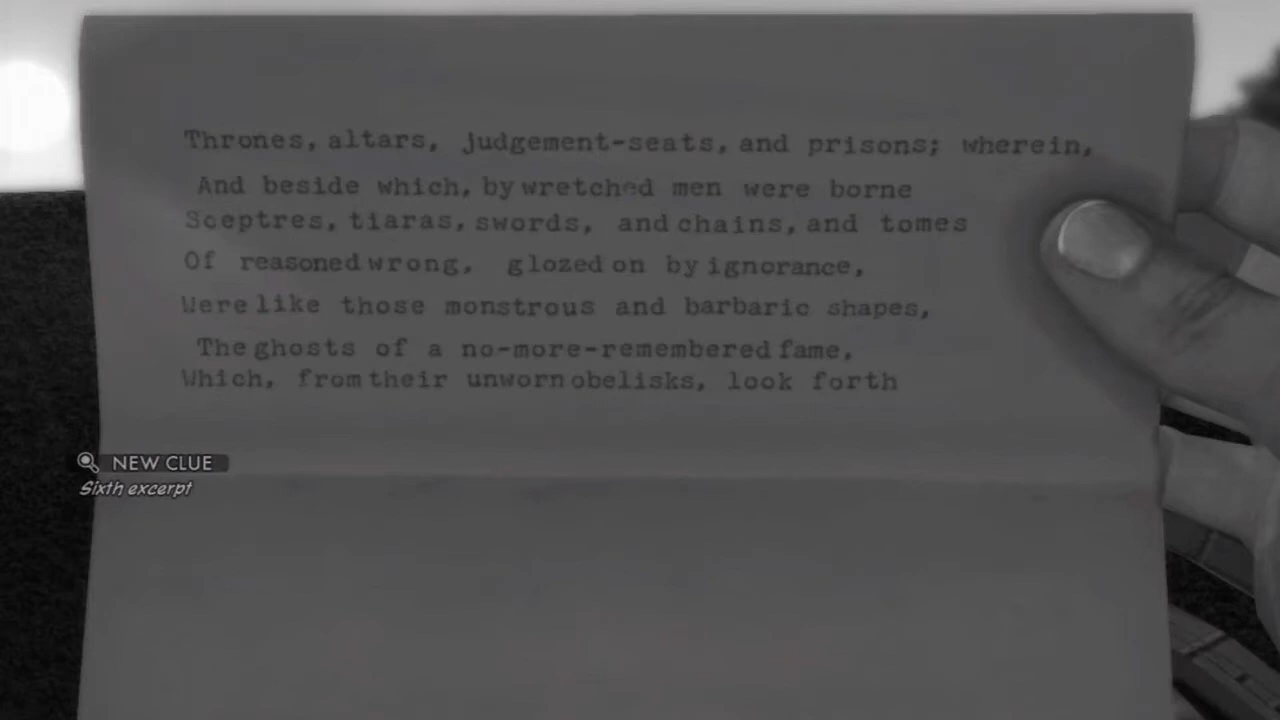 Thrones, altars, judgement-seats, and prisons; wherein,
And beside which, by wretched men were borne
Sceptres, tiaras, swords, and chains, and tomes
Of reasoned wrong, glozed on by ignorance,
Were like those monstrous and barbaric shapes,
The ghosts of a no-more-remembered fame,
Which, from their unworn obelisks, look forth
NEW CLUE
Sixth excerpt